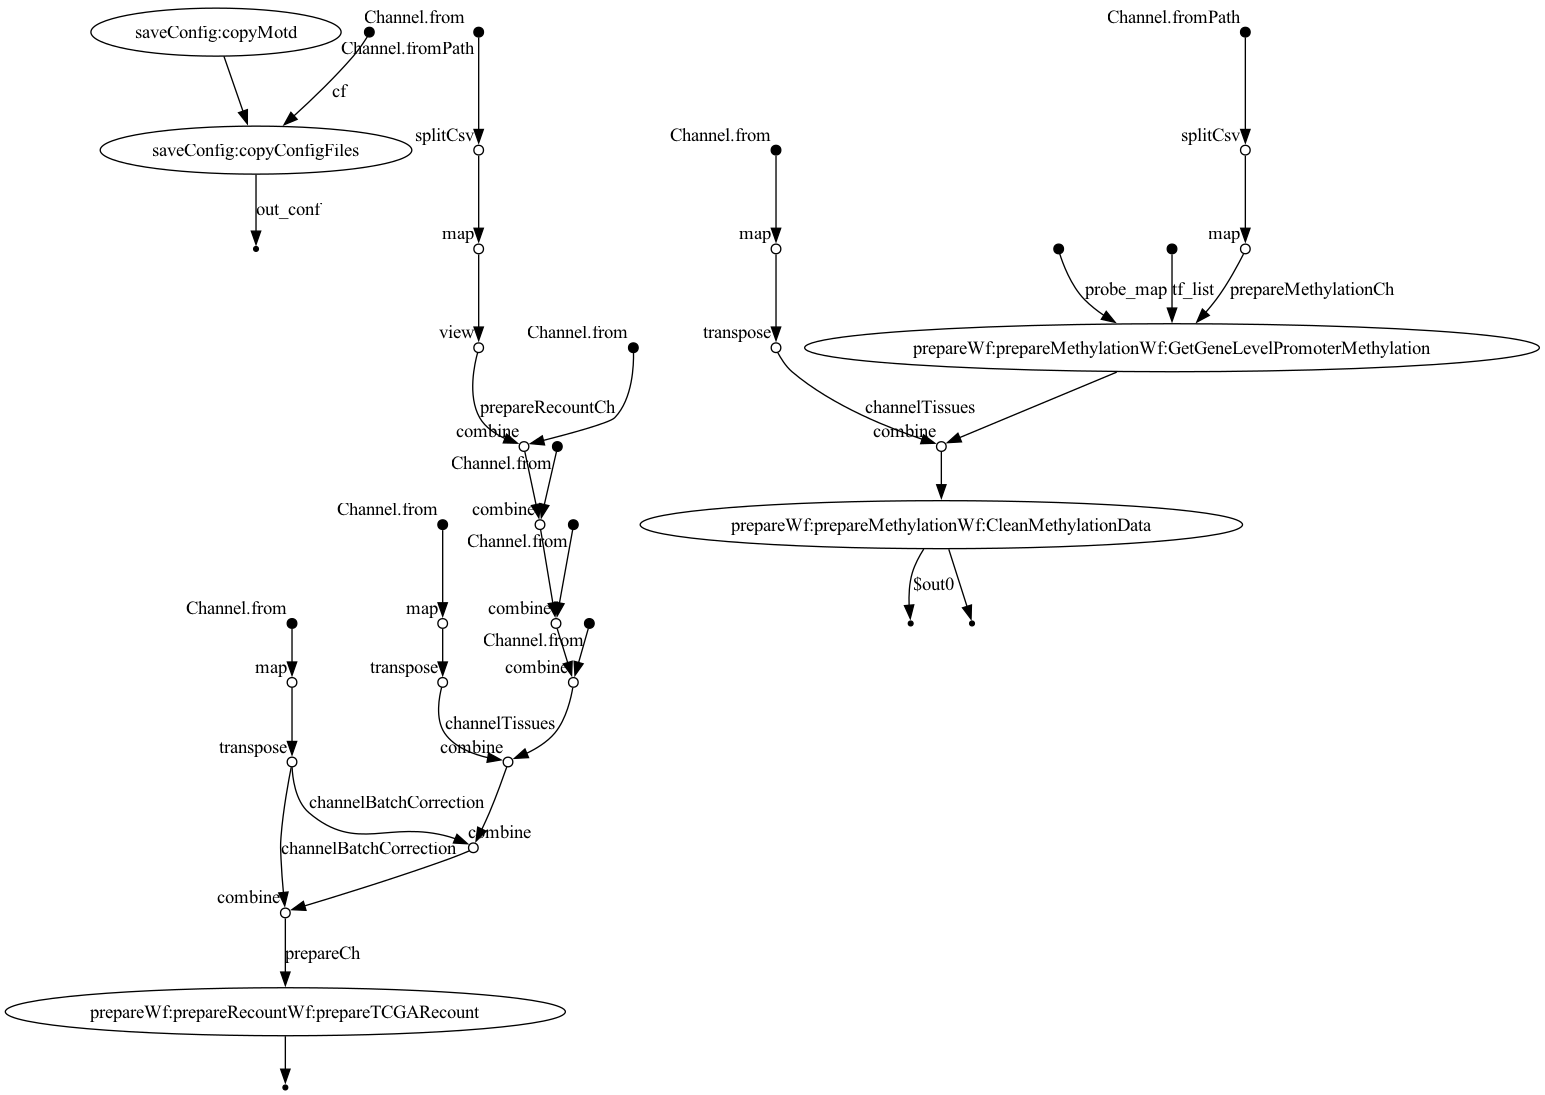 Channel.from
Channel.fromPath
saveConfig:copyMotd
Channel.fromPath
cf
splitCsv
Channel.from
splitCsv
saveConfig:copyConfigFiles
out_conf
map
map
map
probe_map
tf_list
prepareMethylationCh
view
Channel.from
transpose
prepareWf:prepareMethylationWf:GetGeneLevelPromoterMethylation
prepareRecountCh
channelTissues
combine
combine
Channel.from
Channel.from
combine
prepareWf:prepareMethylationWf:CleanMethylationData
Channel.from
$out0
Channel.from
map
combine
Channel.from
map
transpose
combine
channelTissues
transpose
combine
channelBatchCorrection
combine
channelBatchCorrection
combine
prepareCh
prepareWf:prepareRecountWf:prepareTCGARecount